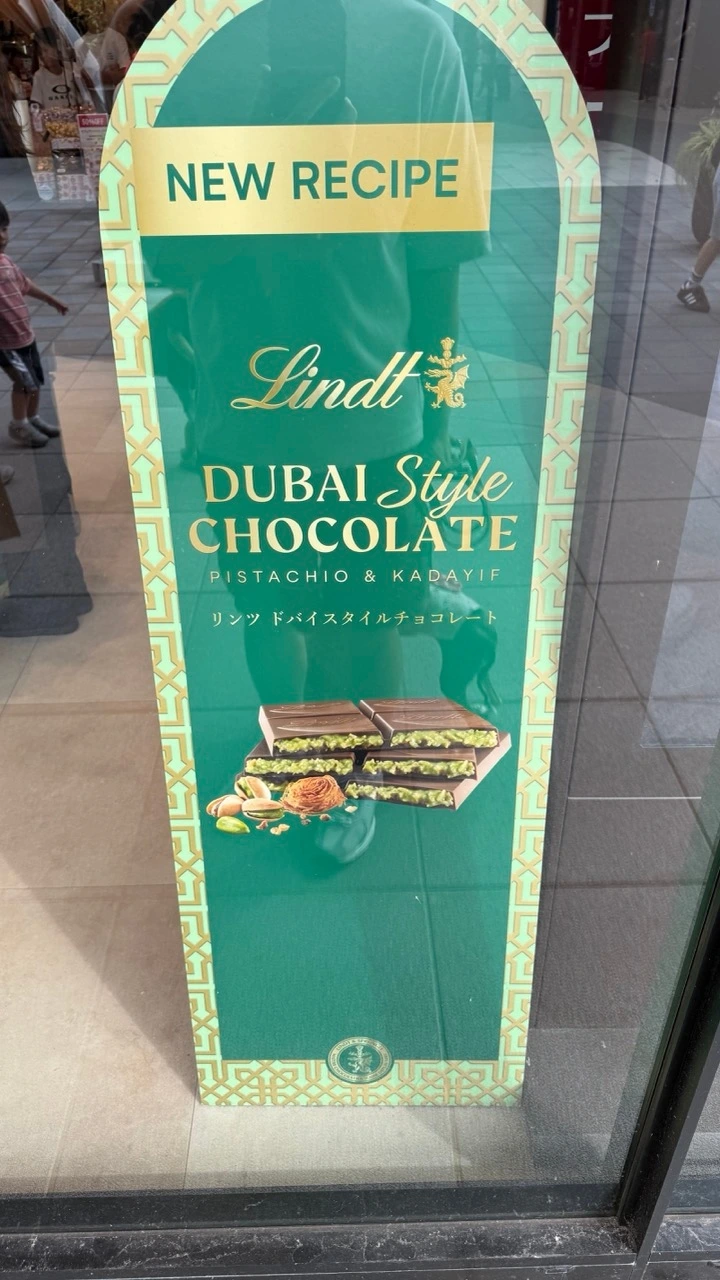 NEW RECIPE
Lindt
DUBAI Style
CHOCOLATE
PISTACHIO & KADAYIF
リンツ ドバイスタイルチョコレート